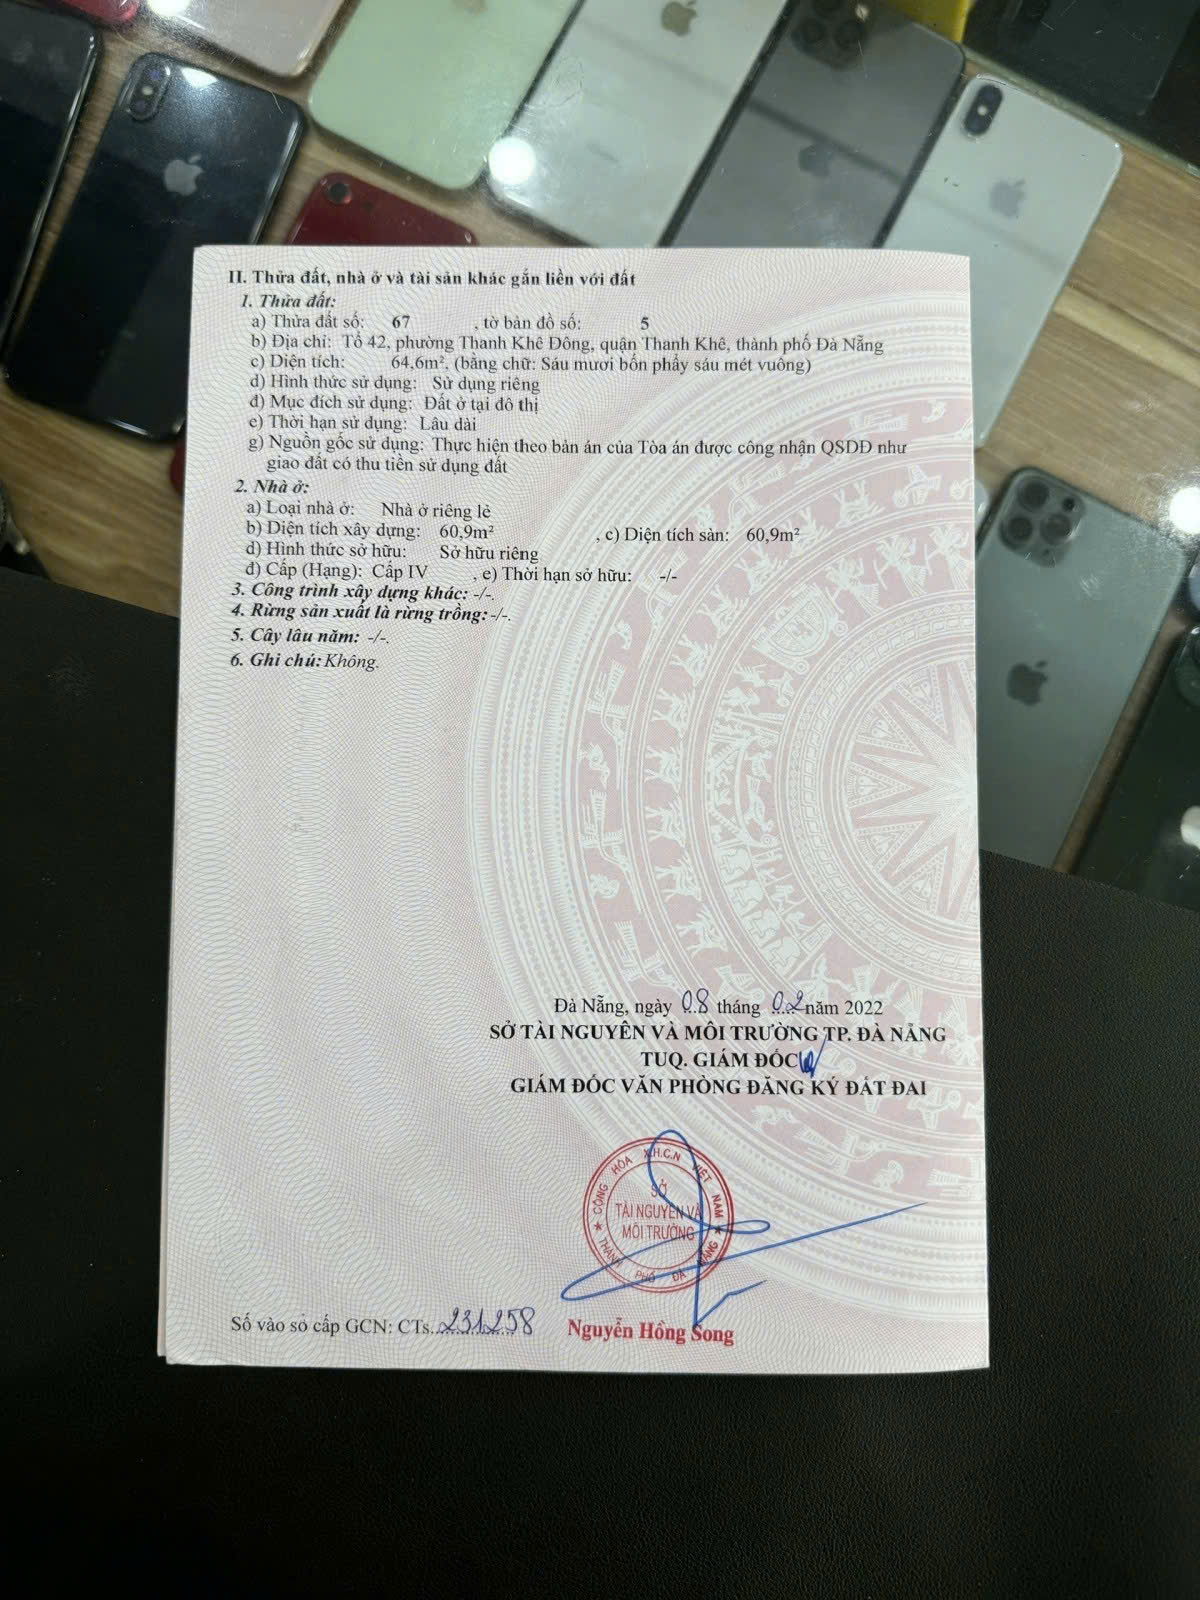 II. Thửa đất, nhà ở và tài sản khác gắn liền với đất
1. Thửa đất:
a) Thửa đất số: 67 , tờ bản đồ số: 5
b) Địa chỉ: Tổ 42, phường Thanh Khê Đông, quận Thanh Khê, thành phố Đà Nẵng
c) Diện tích: 64,6m², (bằng chữ: Sáu mươi bốn phẩy sáu mét vuông)
d) Hình thức sử dụng: Sử dụng riêng
đ) Mục đích sử dụng: Đất ở tại đô thị
e) Thời hạn sử dụng: Lâu dài
g) Nguồn gốc sử dụng: Thực hiện theo bản án của Tòa án được công nhận QSDĐ như
giao đất có thu tiền sử dụng đất
2. Nhà ở:
a) Loại nhà ở: Nhà ở riêng lẻ
b) Diện tích xây dựng: 60,9m² , c) Diện tích sàn: 60,9m²
d) Hình thức sở hữu: Sở hữu riêng
đ) Cấp (Hạng): Cấp IV , e) Thời hạn sở hữu: -/-
3. Công trình xây dựng khác: -/-.
4. Rừng sản xuất là rừng trồng: -/-.
5. Cây lâu năm: -/-.
6. Ghi chú: Không.
Đà Nẵng, ngày 08 tháng 02 năm 2022
SỞ TÀI NGUYÊN VÀ MÔI TRƯỜNG TP. ĐÀ NẴNG
TUQ. GIÁM ĐỐC
GIÁM ĐỐC VĂN PHÒNG ĐĂNG KÝ ĐẤT ĐAI
CỘNG HÒA X.H.C.N VIỆT NAM
SỞ
TÀI NGUYÊN VÀ
MÔI TRƯỜNG
THÀNH PHỐ ĐÀ NẴNG
Số vào sổ cấp GCN: CTs.231258
Nguyễn Hồng Song